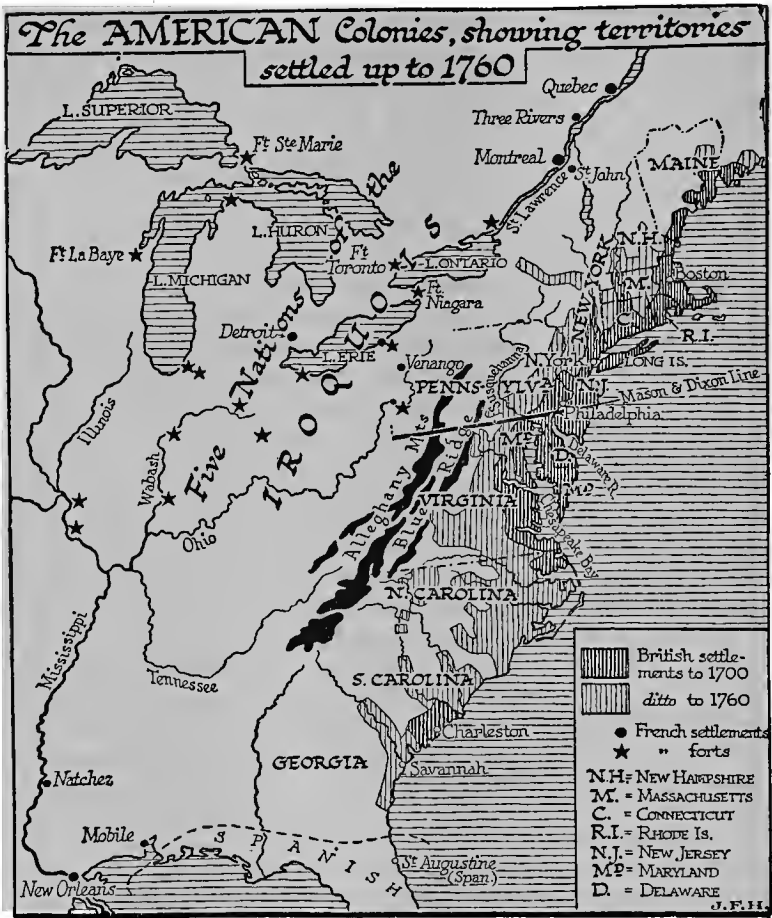 The AMERICAN Colonies, showing territories
settled up to 1760
Quebec
L. SUPERIOR
Three Rivers
Ft Ste Marie
Montreal
St John
MAINE
St Lawrence
the
of
L. HURON
N.H.
Ft La Baye
Ft
Toronto
L. ONTARIO
L. MICHIGAN
Ft.
Niagara
NEW YORK
M.
Boston
C.
R.I.
Detroit
L. ERIE
Venango
N. York
LONG IS.
Nations
Five
IROQUOIS
PENNSYLVA
Susquehanna
N.J.
Mason & Dixon Line
Philadelphia
Illinois
Wabash
Ohio
Alleghany Mts
Blue Ridge
MD
D.
Delaware R.
MD
VIRGINIA
Chesapeake Bay
N. CAROLINA
Mississippi
Tennessee
S. CAROLINA
Charleston
GEORGIA
Savannah
Natchez
Mobile
SPANISH
St Augustine
(Span.)
New Orleans
British settle-
ments to 1700
ditto to 1760
French settlements
" forts
N.H. = NEW HAMPSHIRE
M. = MASSACHUSETTS
C. = CONNECTICUT
R.I. = RHODE IS.
N.J. = NEW JERSEY
MD = MARYLAND
D. = DELAWARE
J.F.H.